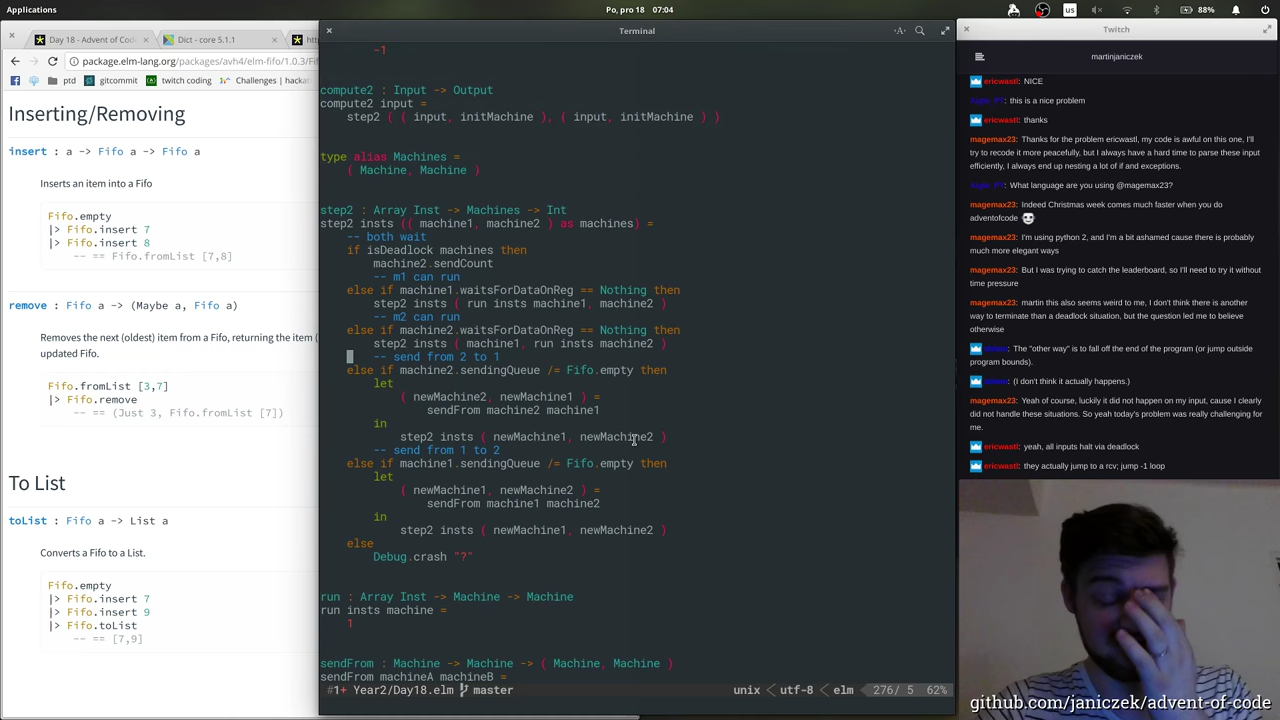 Applications
Po, pro 18 07:04
us
88%
Day 18 - Advent of Code
Dict - core 5.1.1
package.elm-lang.org/packages/avh4/elm-fifo/1.0.3/Fif
ptd
gitcommit
twitch coding
Challenges | hackat
Inserting/Removing
insert : a -> Fifo a -> Fifo a
Inserts an item into a Fifo
Fifo.empty
|> Fifo.insert 7
|> Fifo.insert 8
-- == Fifo.fromList [7,8]
remove : Fifo a -> (Maybe a, Fifo a)
Removes the next (oldest) item from a Fifo, returning the item (
updated Fifo.
Fifo.fromList [3,7]
|> Fifo.remove
-- == (Just 3, Fifo.fromList [7])
To List
toList : Fifo a -> List a
Converts a Fifo to a List.
Fifo.empty
|> Fifo.insert 7
|> Fifo.insert 9
|> Fifo.toList
-- == [7,9]
Terminal
-1
compute2 : Input -> Output
compute2 input =
step2 ( ( input, initMachine ), ( input, initMachine ) )
type alias Machines =
( Machine, Machine )
step2 : Array Inst -> Machines -> Int
step2 insts (( machine1, machine2 ) as machines) =
-- both wait
if isDeadlock machines then
machine2.sendCount
-- m1 can run
else if machine1.waitsForDataOnReg == Nothing then
step2 insts ( run insts machine1, machine2 )
-- m2 can run
else if machine2.waitsForDataOnReg == Nothing then
step2 insts ( machine1, run insts machine2 )
-- send from 2 to 1
else if machine2.sendingQueue /= Fifo.empty then
let
( newMachine2, newMachine1 ) =
sendFrom machine2 machine1
in
step2 insts ( newMachine1, newMachine2 )
-- send from 1 to 2
else if machine1.sendingQueue /= Fifo.empty then
let
( newMachine1, newMachine2 ) =
sendFrom machine1 machine2
in
step2 insts ( newMachine1, newMachine2 )
else
Debug.crash "?"
run : Array Inst -> Machine -> Machine
run insts machine =
1
sendFrom : Machine -> Machine -> ( Machine, Machine )
sendFrom machineA machineB =
#1+ Year2/Day18.elm master unix < utf-8 < elm 276/ 5 62%
Twitch
martinjaniczek
ericwastl: NICE
this is a nice problem
ericwastl: thanks
magemax23: Thanks for the problem ericwastl, my code is awful on this one, I'll
try to recode it more peacefully, but I always have a hard time to parse these input
efficiently, I always end up nesting a lot of if and exceptions.
What language are you using @magemax23?
magemax23: Indeed Christmas week comes much faster when you do
adventofcode
magemax23: I'm using python 2, and I'm a bit ashamed cause there is probably
much more elegant ways
magemax23: But I was trying to catch the leaderboard, so I'll need to try it without
time pressure
magemax23: martin this also seems weird to me, I don't think there is another
way to terminate than a deadlock situation, but the question led me to believe
otherwise
The "other way" is to fall off the end of the program (or jump outside
program bounds).
(I don't think it actually happens.)
magemax23: Yeah of course, luckily it did not happen on my input, cause I clearly
did not handle these situations. So yeah today's problem was really challenging for
me.
ericwastl: yeah, all inputs halt via deadlock
ericwastl: they actually jump to a rcv; jump -1 loop
github.com/janiczek/advent-of-code